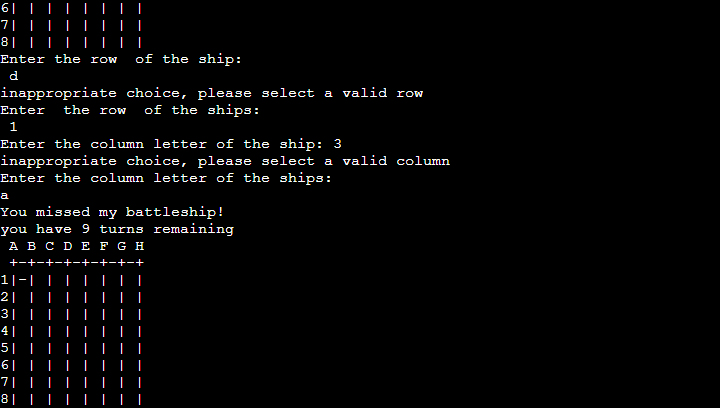 6| | | | | | | |
7| | | | | | | |
8| | | | | | | |
Enter the row  of the ship:
 d
inappropriate choice, please select a valid row
Enter  the row  of the ships:
 1
Enter the column letter of the ship: 3
inappropriate choice, please select a valid column
Enter the column letter of the ships:
a
You missed my battleship!
you have 9 turns remaining
 A B C D E F G H
 +-+-+-+-+-+-+-+
1|-| | | | | | |
2| | | | | | | |
3| | | | | | | |
4| | | | | | | |
5| | | | | | | |
6| | | | | | | |
7| | | | | | | |
8| | | | | | | |